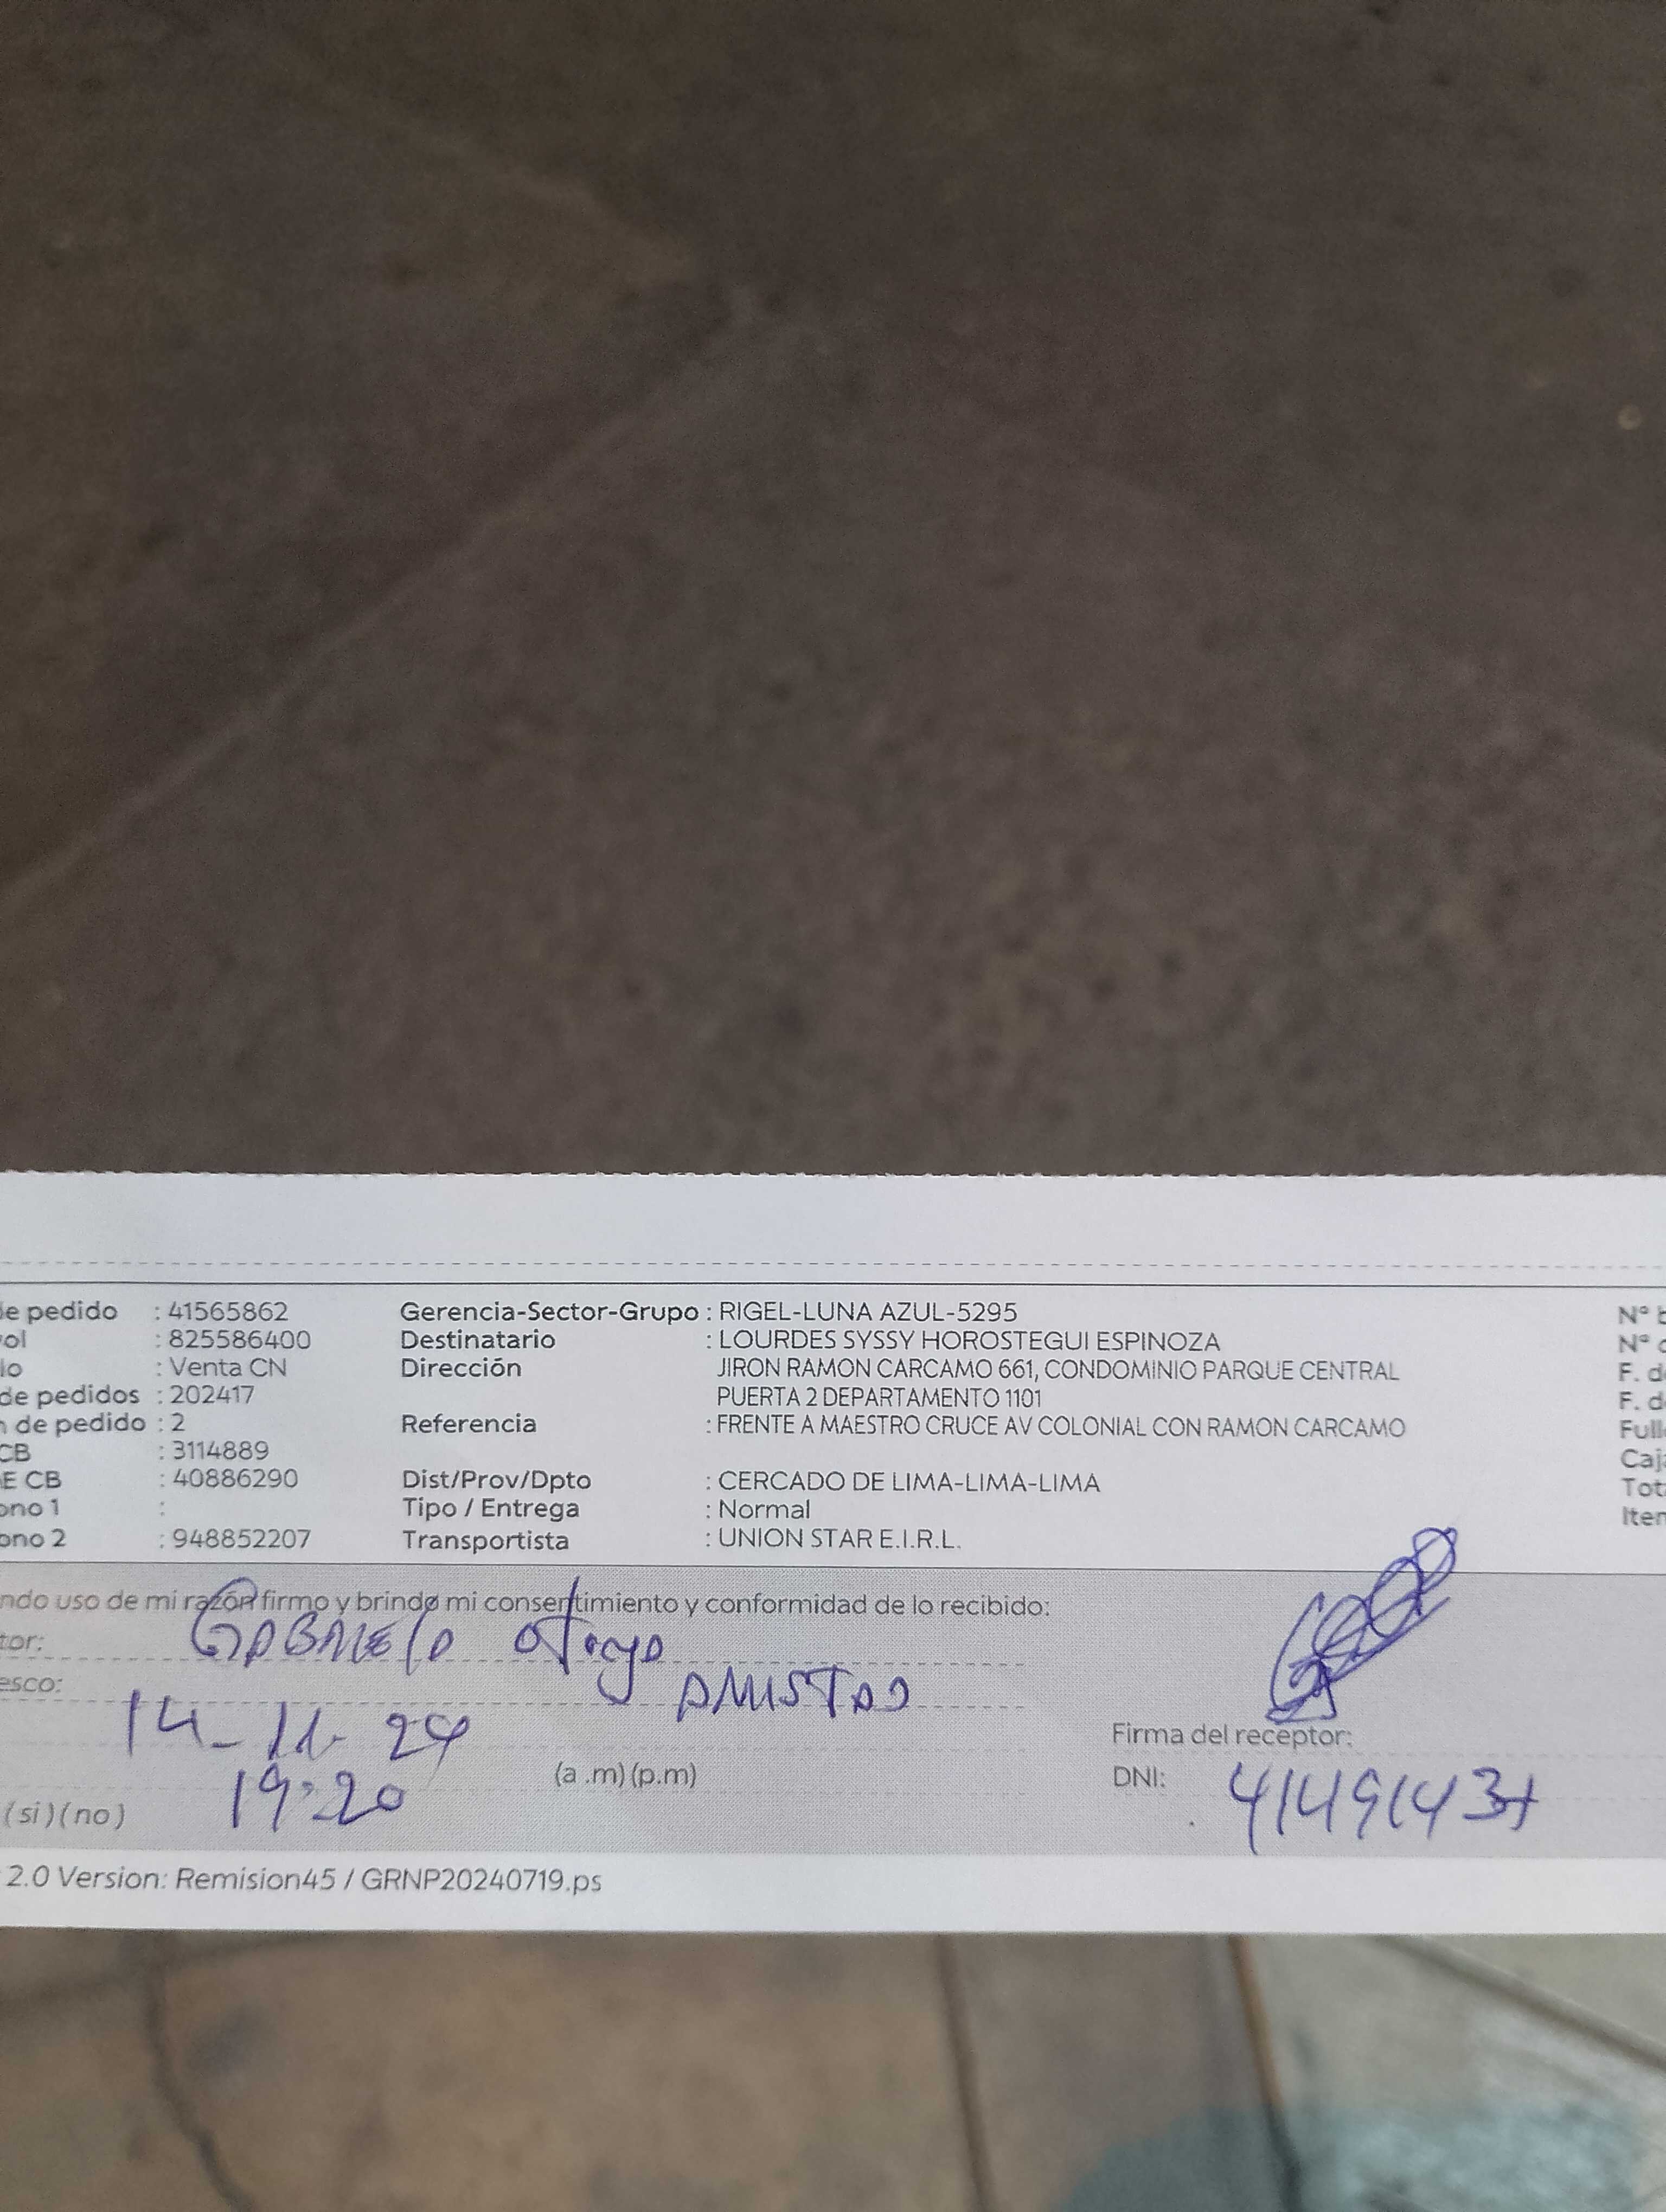 de pedido : 41565862 Gerencia-Sector-Grupo : RIGEL-LUNA AZUL-5295 Nº
ol : 825586400 Destinatario : LOURDES SYSSY HOROSTEGUI ESPINOZA Nº
lo : Venta CN Dirección JIRON RAMON CARCAMO 661, CONDOMINIO PARQUE CENTRAL F. d
de pedidos : 202417 PUERTA 2 DEPARTAMENTO 1101 F. d
n de pedido : 2 Referencia : FRENTE A MAESTRO CRUCE AV COLONIAL CON RAMON CARCAMO Full
CB : 3114889 Caj
E CB : 40886290 Dist/Prov/Dpto : CERCADO DE LIMA-LIMA-LIMA Tot
ono 1 : Tipo / Entrega : Normal Iter
ono 2 : 948852207 Transportista : UNION STAR E.I.R.L.
ndo uso de mi razón firmo y brindo mi consentimiento y conformidad de lo recibido:
tor: GABRIELA
esco: AMISTAD
14-11-24 Firma del receptor:
19:20 (a .m) (p.m) DNI:
(si) (no)
2.0 Version: Remision45 / GRNP20240719.ps